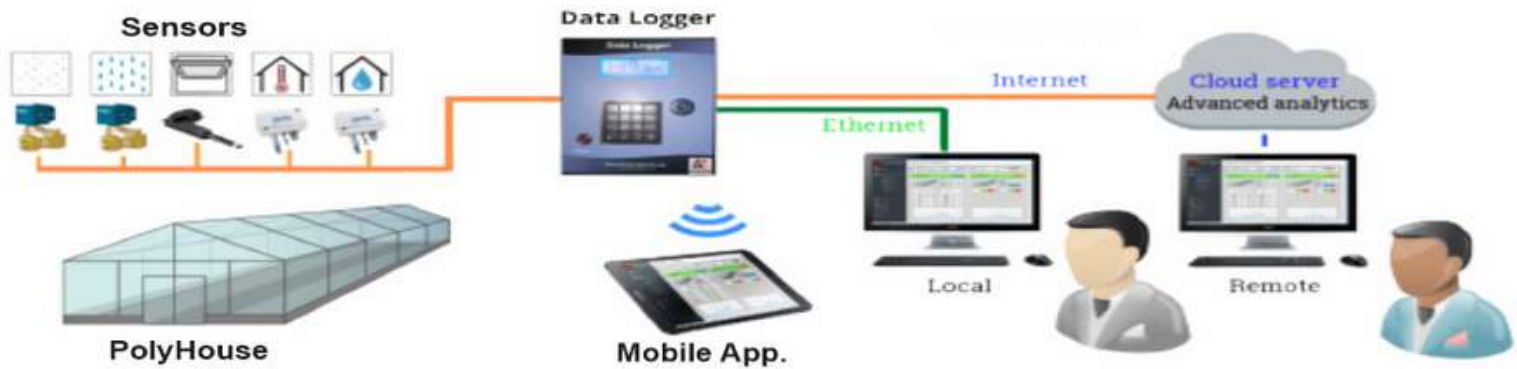 Sensors
Data Logger
Data Logger
Internet
Cloud server
Advanced analytics
Ethernet
Local
Remote
PolyHouse
Mobile App.